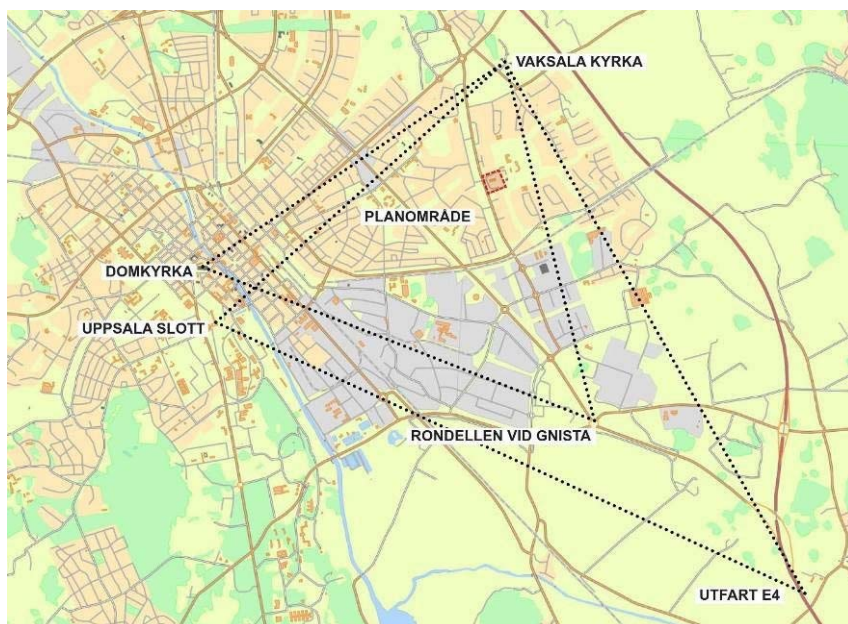 VAKSALA KYRKA
PLANOMRÅDE
DOMKYRKA
UPPSALA SLOTT
RONDELLEN VID GNISTA
UTFART E4